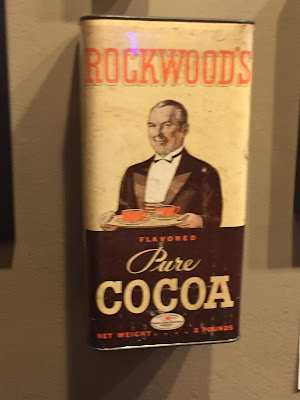 ROCKWOOD'S
FLAVORED
Pure
COCOA
NET WEIGHT . . . . 2 POUNDS